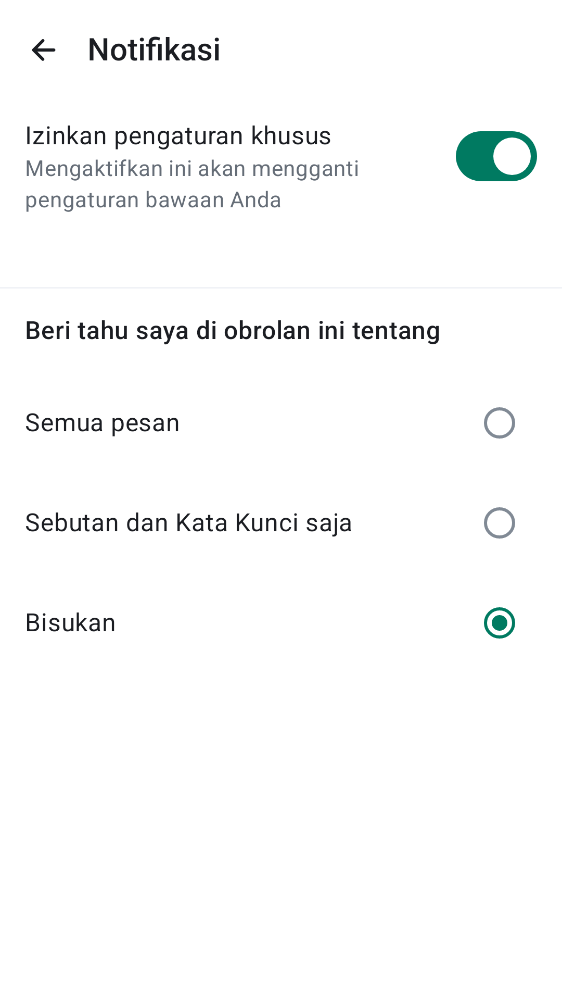 Notifikasi
Izinkan pengaturan khusus
Mengaktifkan ini akan mengganti
pengaturan bawaan Anda
Beri tahu saya di obrolan ini tentang
Semua pesan
Sebutan dan Kata Kunci saja
Bisukan